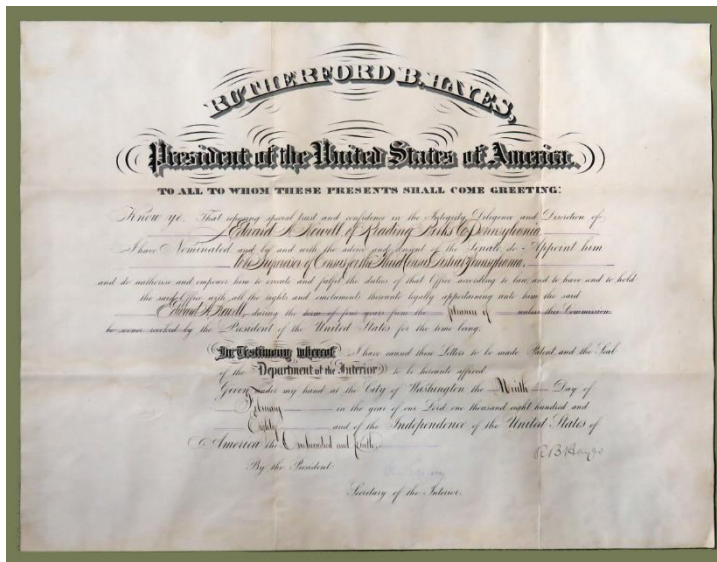 RUTHERFORD B. HAYES,
President of the United States of America,
TO ALL TO WHOM THESE PRESENTS SHALL COME GREETING:
Know ye, That reposing special trust and confidence in the Integrity, Diligence and Discretion of
Edward A. Howell of Reading Berks Co Pennsylvania
I have Nominated and by and with the advice and consent of the Senate, do Appoint him
to be Supervisor of Census for the Third Census District Pennsylvania,
and do authorize and empower him to execute and fulfil the duties of that Office according to law, and to have and to hold
the said Office with all the rights and emoluments thereunto legally appertaining unto him the said
Edward A. Howell, during the term of four years from the of unless this Commission
be sooner revoked by the President of the United States for the time being.
In Testimony whereof I have caused these Letters to be made Patent and the Seal
of the Department of the Interior to be hereunto affixed.
Given under my hand at the City of Washington the Ninth Day of
February in the year of our Lord one thousand eight hundred and
Eighty and of the Independence of the United States of
America the One hundred and fourth.
By the President:
R B Hayes
Secretary of the Interior.